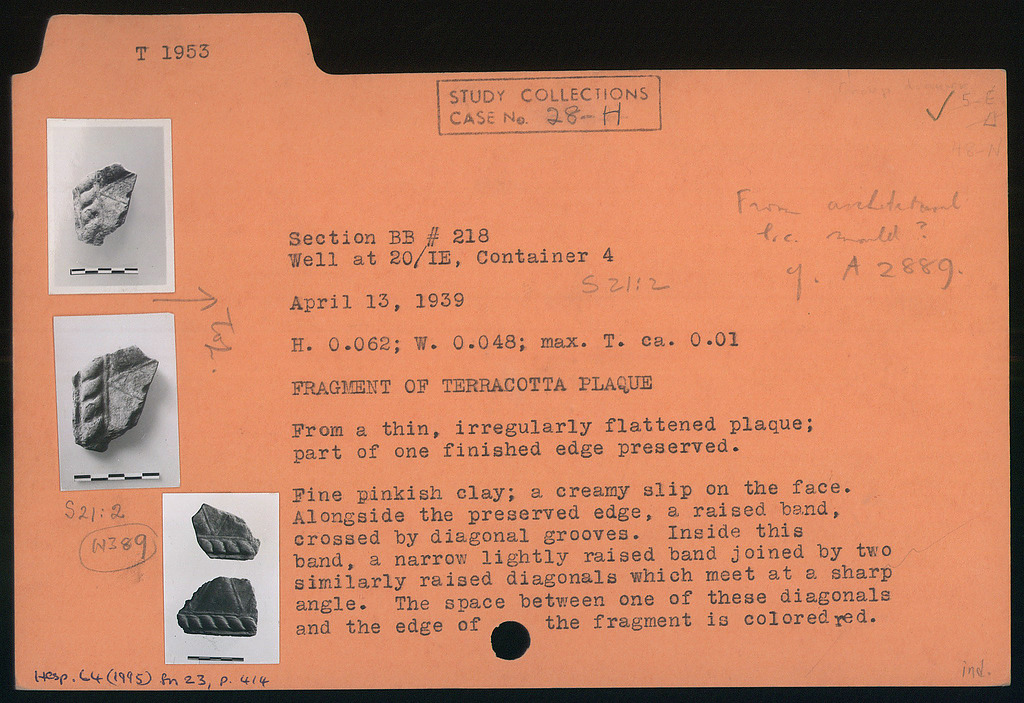 T 1953
STUDY COLLECTIONS
CASE No. 28-H
5-E
Δ
48-N
From architectural
t.c. mould?
cf. A 2889.
Section BB # 218
Well at 20/IE, Container 4
S 21:2
April 13, 1939
H. 0.062; W. 0.048; max. T. ca. 0.01
FRAGMENT OF TERRACOTTA PLAQUE
From a thin, irregularly flattened plaque;
part of one finished edge preserved.
Fine pinkish clay; a creamy slip on the face.
Alongside the preserved edge, a raised band,
crossed by diagonal grooves. Inside this
band, a narrow lightly raised band joined by two
similarly raised diagonals which meet at a sharp
angle. The space between one of these diagonals
and the edge of the fragment is colored red.
Top.
S21:2
Hesp. 64 (1995) fn 23, p. 414
ind.